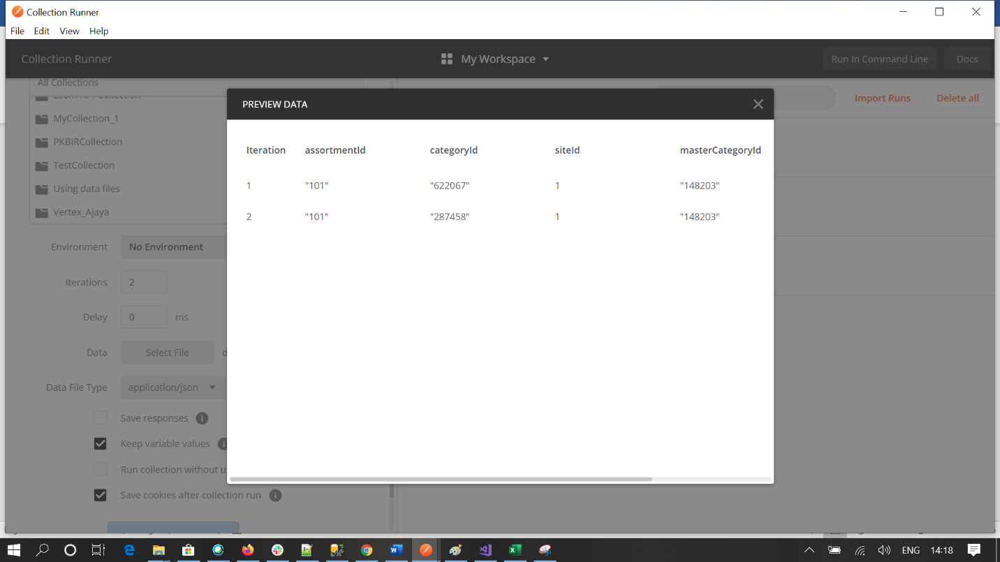 Collection Runner
File Edit View Help
Collection Runner
My Workspace
Run In Command Line
Docs
All Collections
MyCollection_1
PKBIRCollection
TestCollection
Using data files
Vertex_Ajaya
Environment No Environment
Iterations 2
Delay 0 ms
Data Select File
Data File Type application/json
Save responses
Keep variable values
Run collection without
Save cookies after collection run
Import Runs
Delete all
PREVIEW DATA
Iteration assortmentId categoryId siteId masterCategoryId
1 "101" "622067" 1 "148203"
2 "101" "287458" 1 "148203"
ENG 14:18